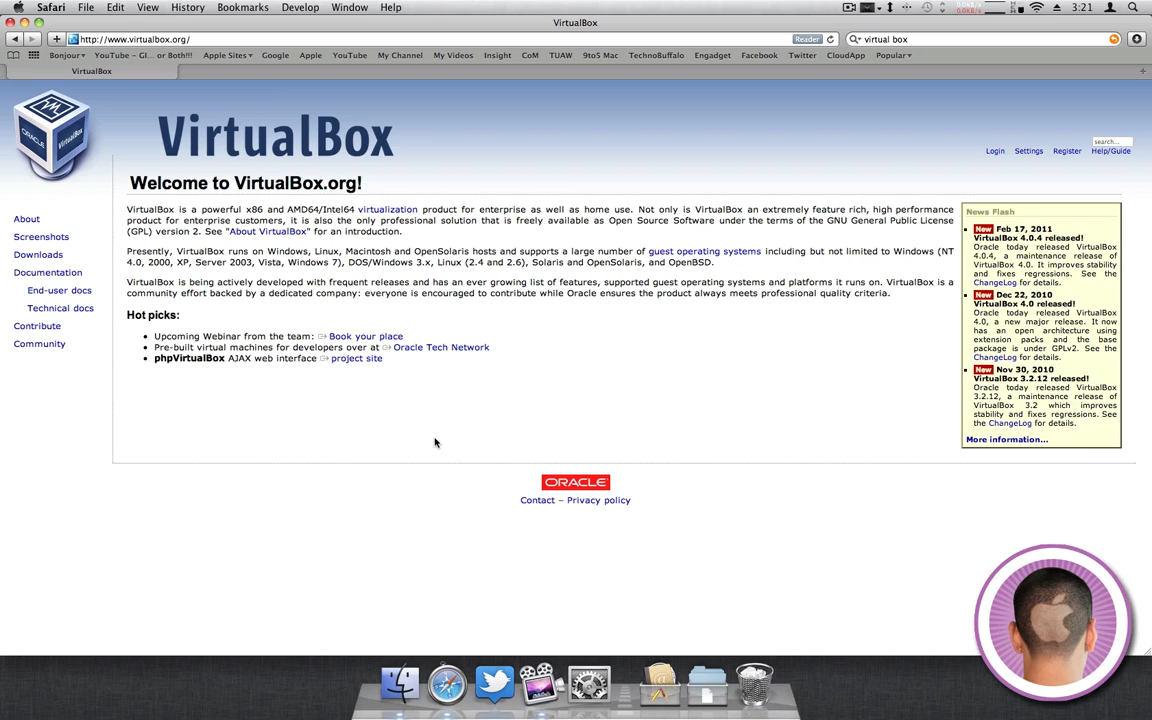 Safari File Edit View History Bookmarks Develop Window Help 3:21
VirtualBox
http://www.virtualbox.org/ Reader virtual box
Bonjour YouTube - Gl... or Both!!! Apple Sites Google Apple YouTube My Channel My Videos Insight CoM TUAW 9to5 Mac TechnoBuffalo Engadget Facebook Twitter CloudApp Popular
VirtualBox
ORACLE
VirtualBox
VirtualBox
search...
Login Settings Register Help/Guide
Welcome to VirtualBox.org!
VirtualBox is a powerful x86 and AMD64/Intel64 virtualization product for enterprise as well as home use. Not only is VirtualBox an extremely feature rich, high performance
product for enterprise customers, it is also the only professional solution that is freely available as Open Source Software under the terms of the GNU General Public License
(GPL) version 2. See "About VirtualBox" for an introduction.
Presently, VirtualBox runs on Windows, Linux, Macintosh and OpenSolaris hosts and supports a large number of guest operating systems including but not limited to Windows (NT
4.0, 2000, XP, Server 2003, Vista, Windows 7), DOS/Windows 3.x, Linux (2.4 and 2.6), Solaris and OpenSolaris, and OpenBSD.
VirtualBox is being actively developed with frequent releases and has an ever growing list of features, supported guest operating systems and platforms it runs on. VirtualBox is a
community effort backed by a dedicated company: everyone is encouraged to contribute while Oracle ensures the product always meets professional quality criteria.
Hot picks:
Upcoming Webinar from the team: Book your place
Pre-built virtual machines for developers over at Oracle Tech Network
phpVirtualBox AJAX web interface project site
About
Screenshots
Downloads
Documentation
End-user docs
Technical docs
Contribute
Community
News Flash
New Feb 17, 2011
VirtualBox 4.0.4 released!
Oracle today released VirtualBox
4.0.4, a maintenance release of
VirtualBox 4.0. It improves stability
and fixes regressions. See the
ChangeLog for details.
New Dec 22, 2010
VirtualBox 4.0 released!
Oracle today released VirtualBox
4.0, a new major release. It now
has an open architecture using
extension packs and the base
package is under GPLv2. See the
ChangeLog for details.
New Nov 30, 2010
VirtualBox 3.2.12 released!
Oracle today released VirtualBox
3.2.12, a maintenance release of
VirtualBox 3.2 which improves
stability and fixes regressions. See
the ChangeLog for details.
More information...
ORACLE
Contact – Privacy policy